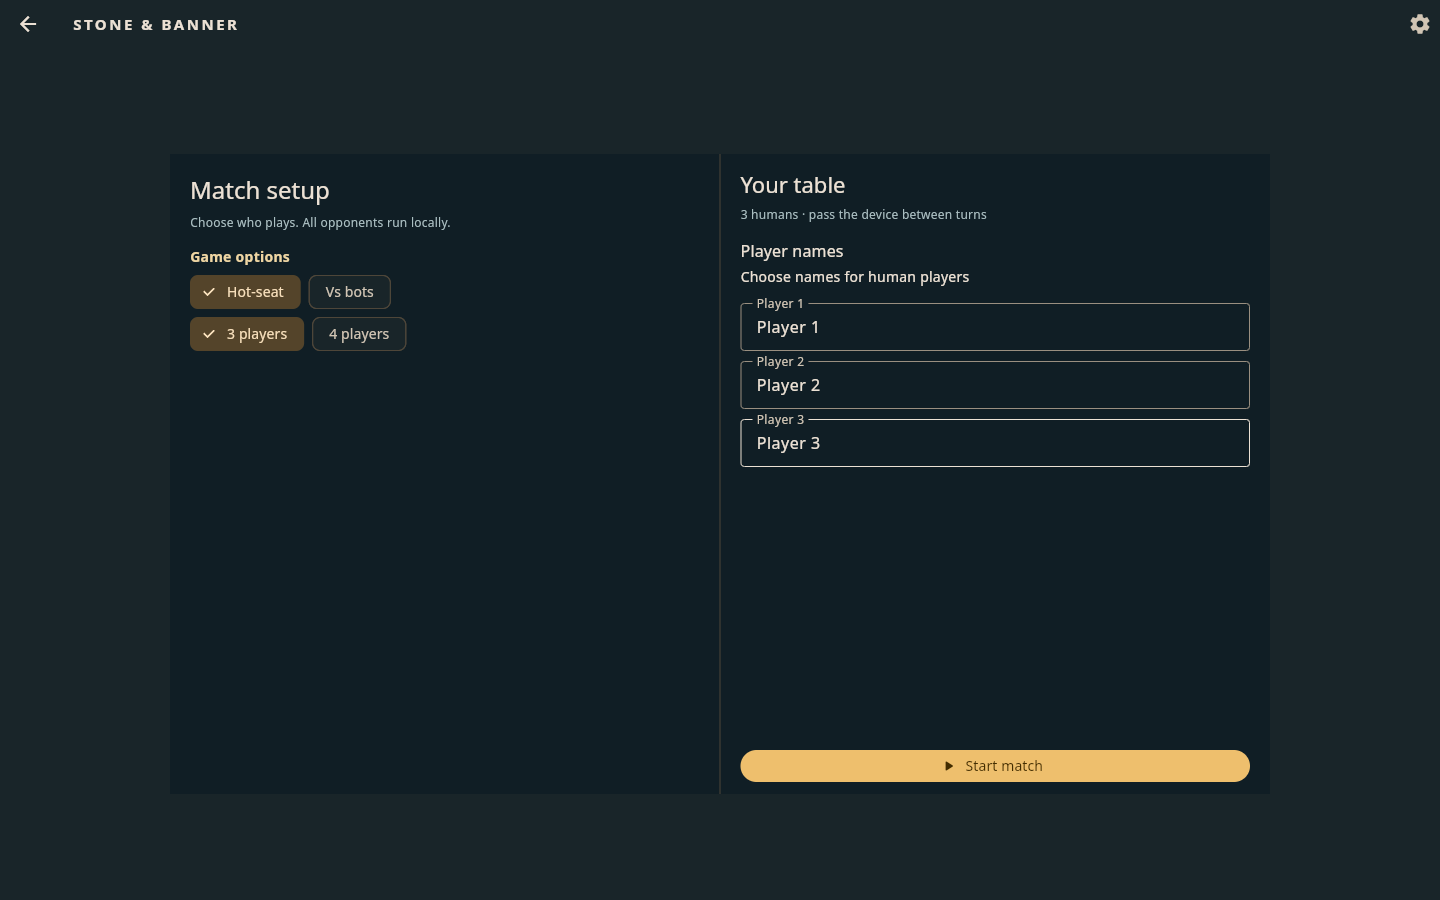 STONE & BANNER
Match setup
Choose who plays. All opponents run locally.
Game options
Hot-seat
Vs bots
3 players
4 players
Your table
3 humans · pass the device between turns
Player names
Choose names for human players
Player 1
Player 1
Player 2
Player 2
Player 3
Player 3
Start match